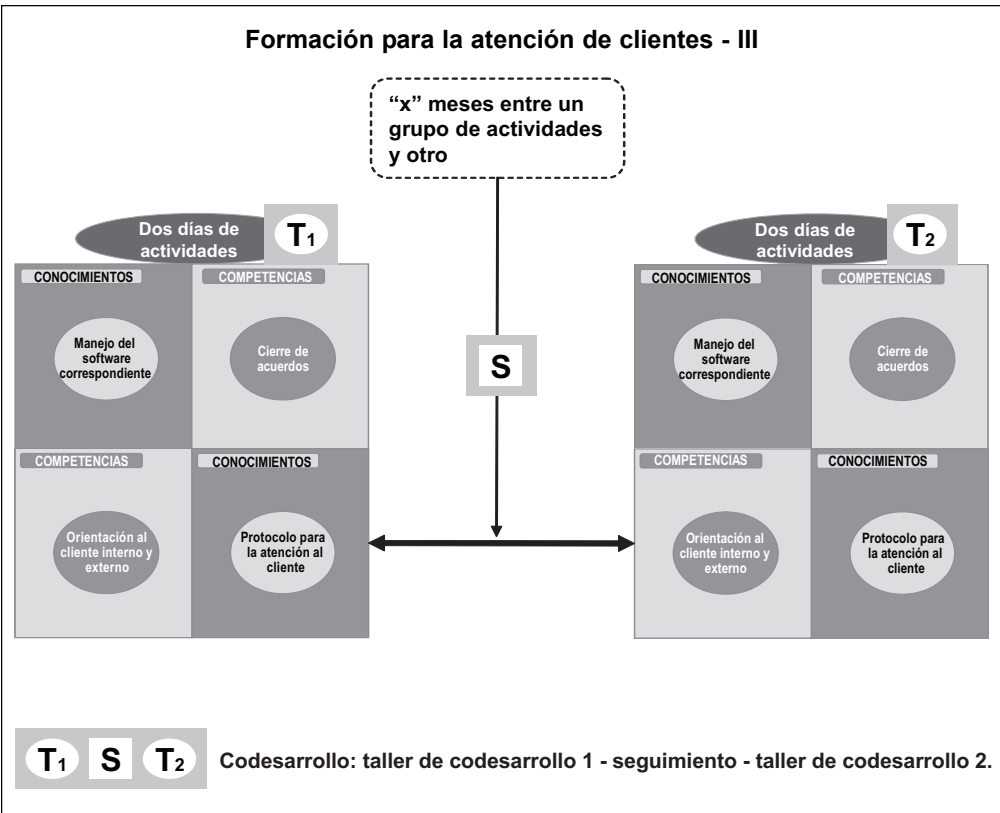 Formación para la atención de clientes - III
“x” meses entre un
grupo de actividades
y otro
Dos días de
actividades
T1
CONOCIMIENTOS
COMPETENCIAS
Manejo del
software
correspondiente
Cierre de
acuerdos
COMPETENCIAS
CONOCIMIENTOS
Orientación al
cliente interno y
externo
Protocolo para
la atención al
cliente
S
Dos días de
actividades
T2
CONOCIMIENTOS
COMPETENCIAS
Manejo del
software
correspondiente
Cierre de
acuerdos
COMPETENCIAS
CONOCIMIENTOS
Orientación al
cliente interno y
externo
Protocolo para
la atención al
cliente
T1 S T2 Codesarrollo: taller de codesarrollo 1 - seguimiento - taller de codesarrollo 2.